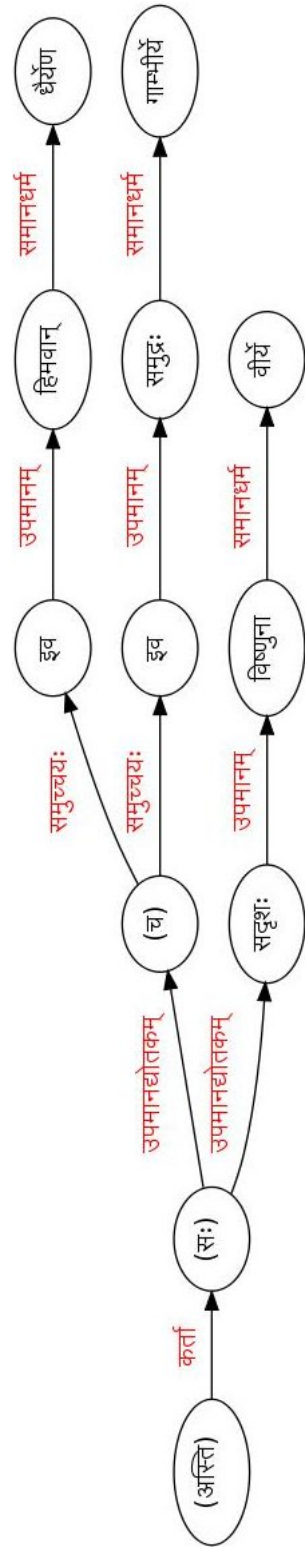 उपमानम् समानधर्म
इव हिमवान् धैर्येण
समुच्चयः
समुच्चयः उपमानम् समानधर्म
(च) इव समुद्रः गाम्भीर्ये
उपमानद्योतकम्
कर्ता
(अस्ति) (सः)
उपमानद्योतकम् उपमानम् समानधर्म
सदृशः विष्णुना वीर्ये